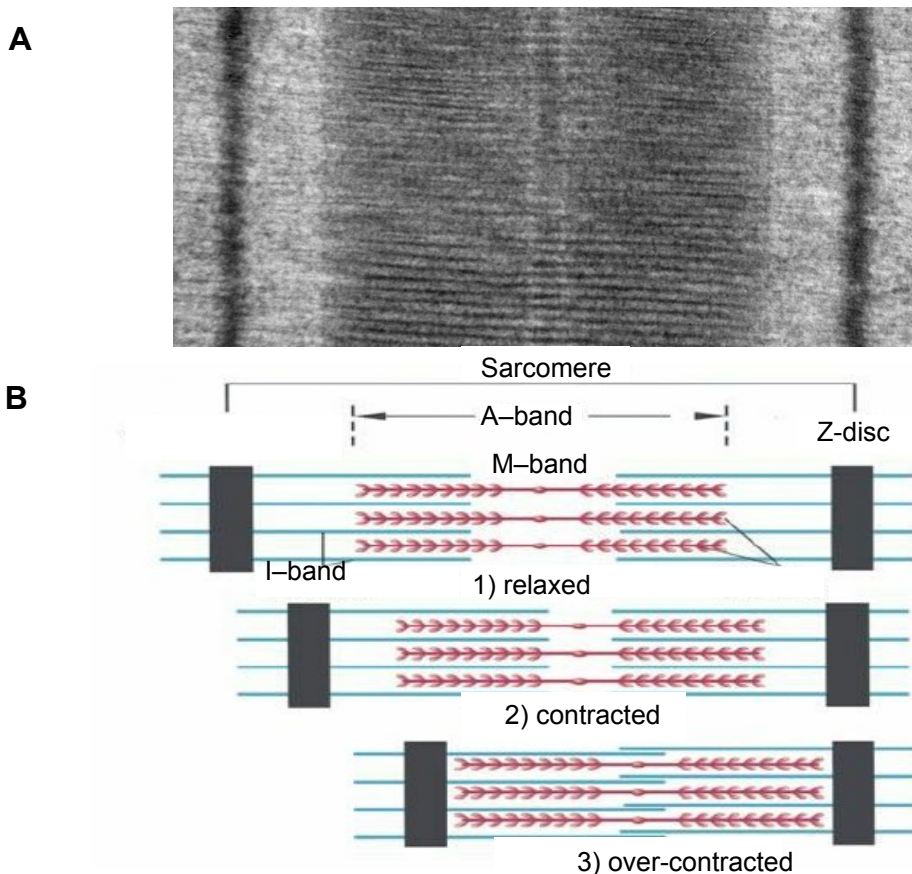 A
Sarcomere
B
A–band
Z-disc
M–band
I–band
1) relaxed
2) contracted
3) over-contracted